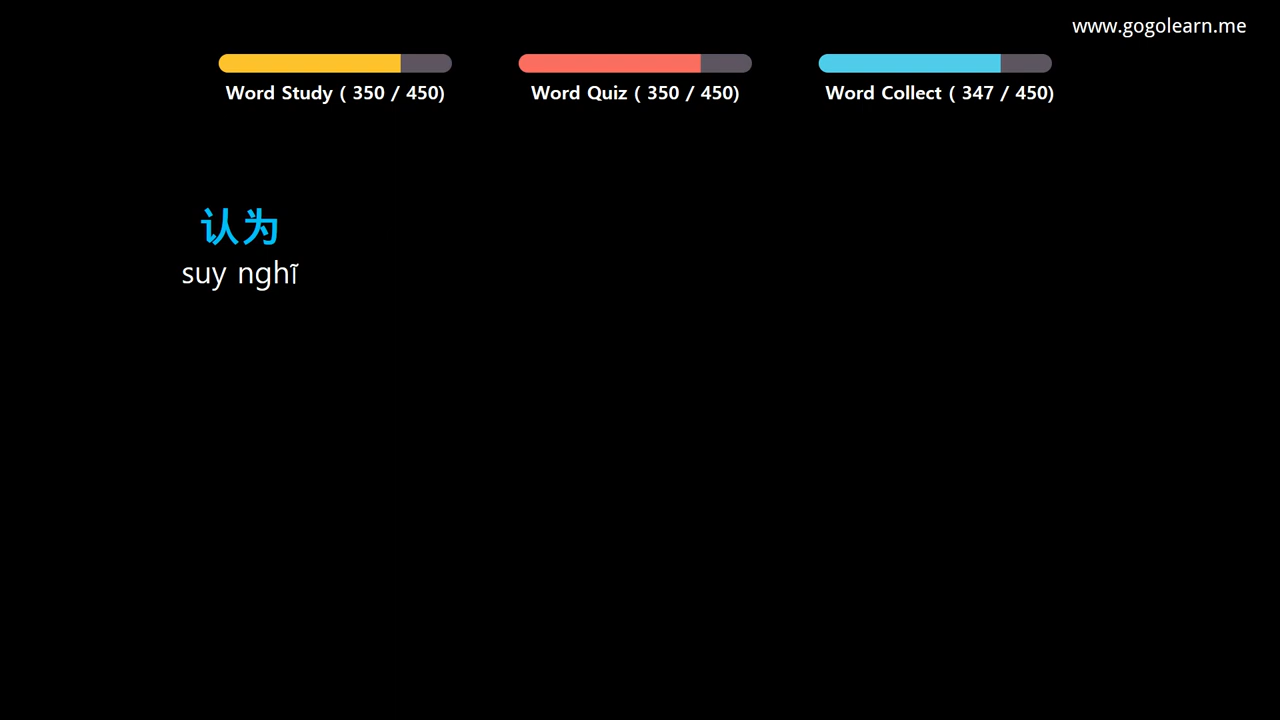 www.gogolearn.me
Word Study ( 350 / 450)
Word Quiz ( 350 / 450)
Word Collect ( 347 / 450)
认为
suy nghĩ